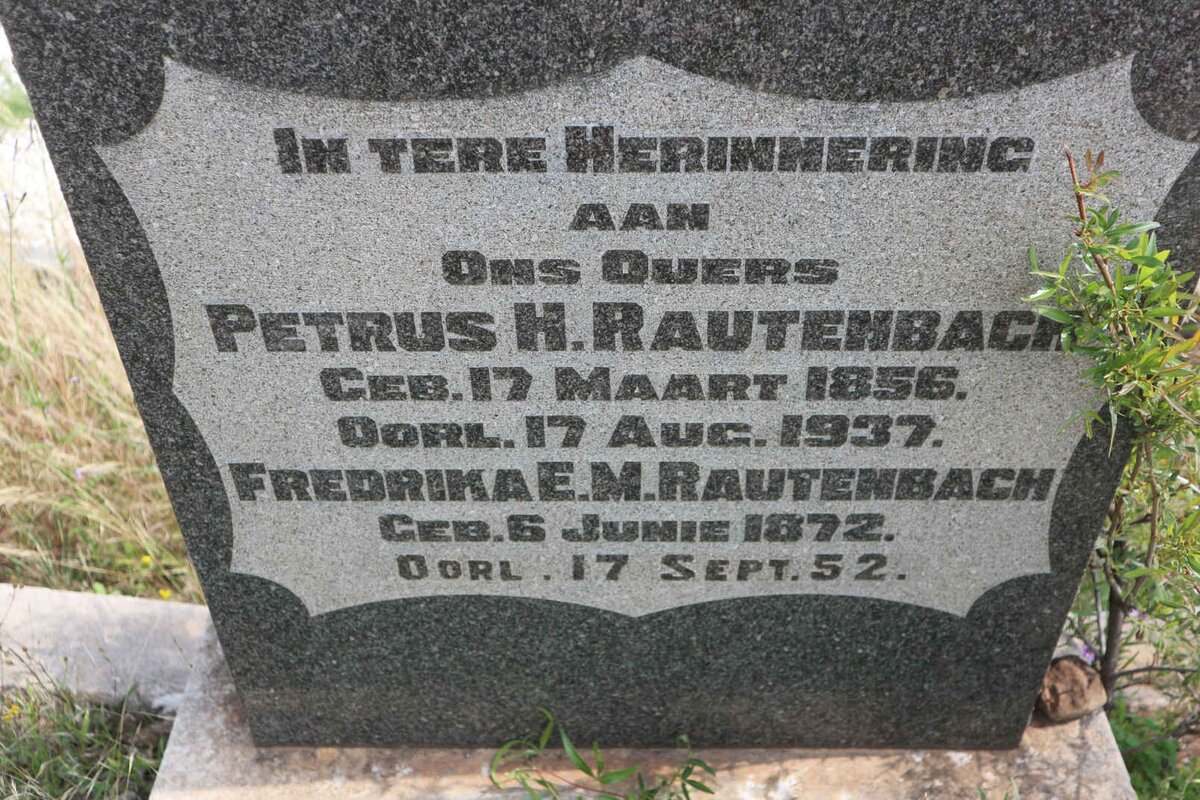 IN TERE HERINNERING
AAN
ONS OUERS
PETRUS H. RAUTENBACH
GEB. 17 MAART 1856.
OORL. 17 AUG. 1937.
FREDRIKA E.M. RAUTENBACH
GEB. 6 JUNIE 1872.
OORL. 17 SEPT. 52.